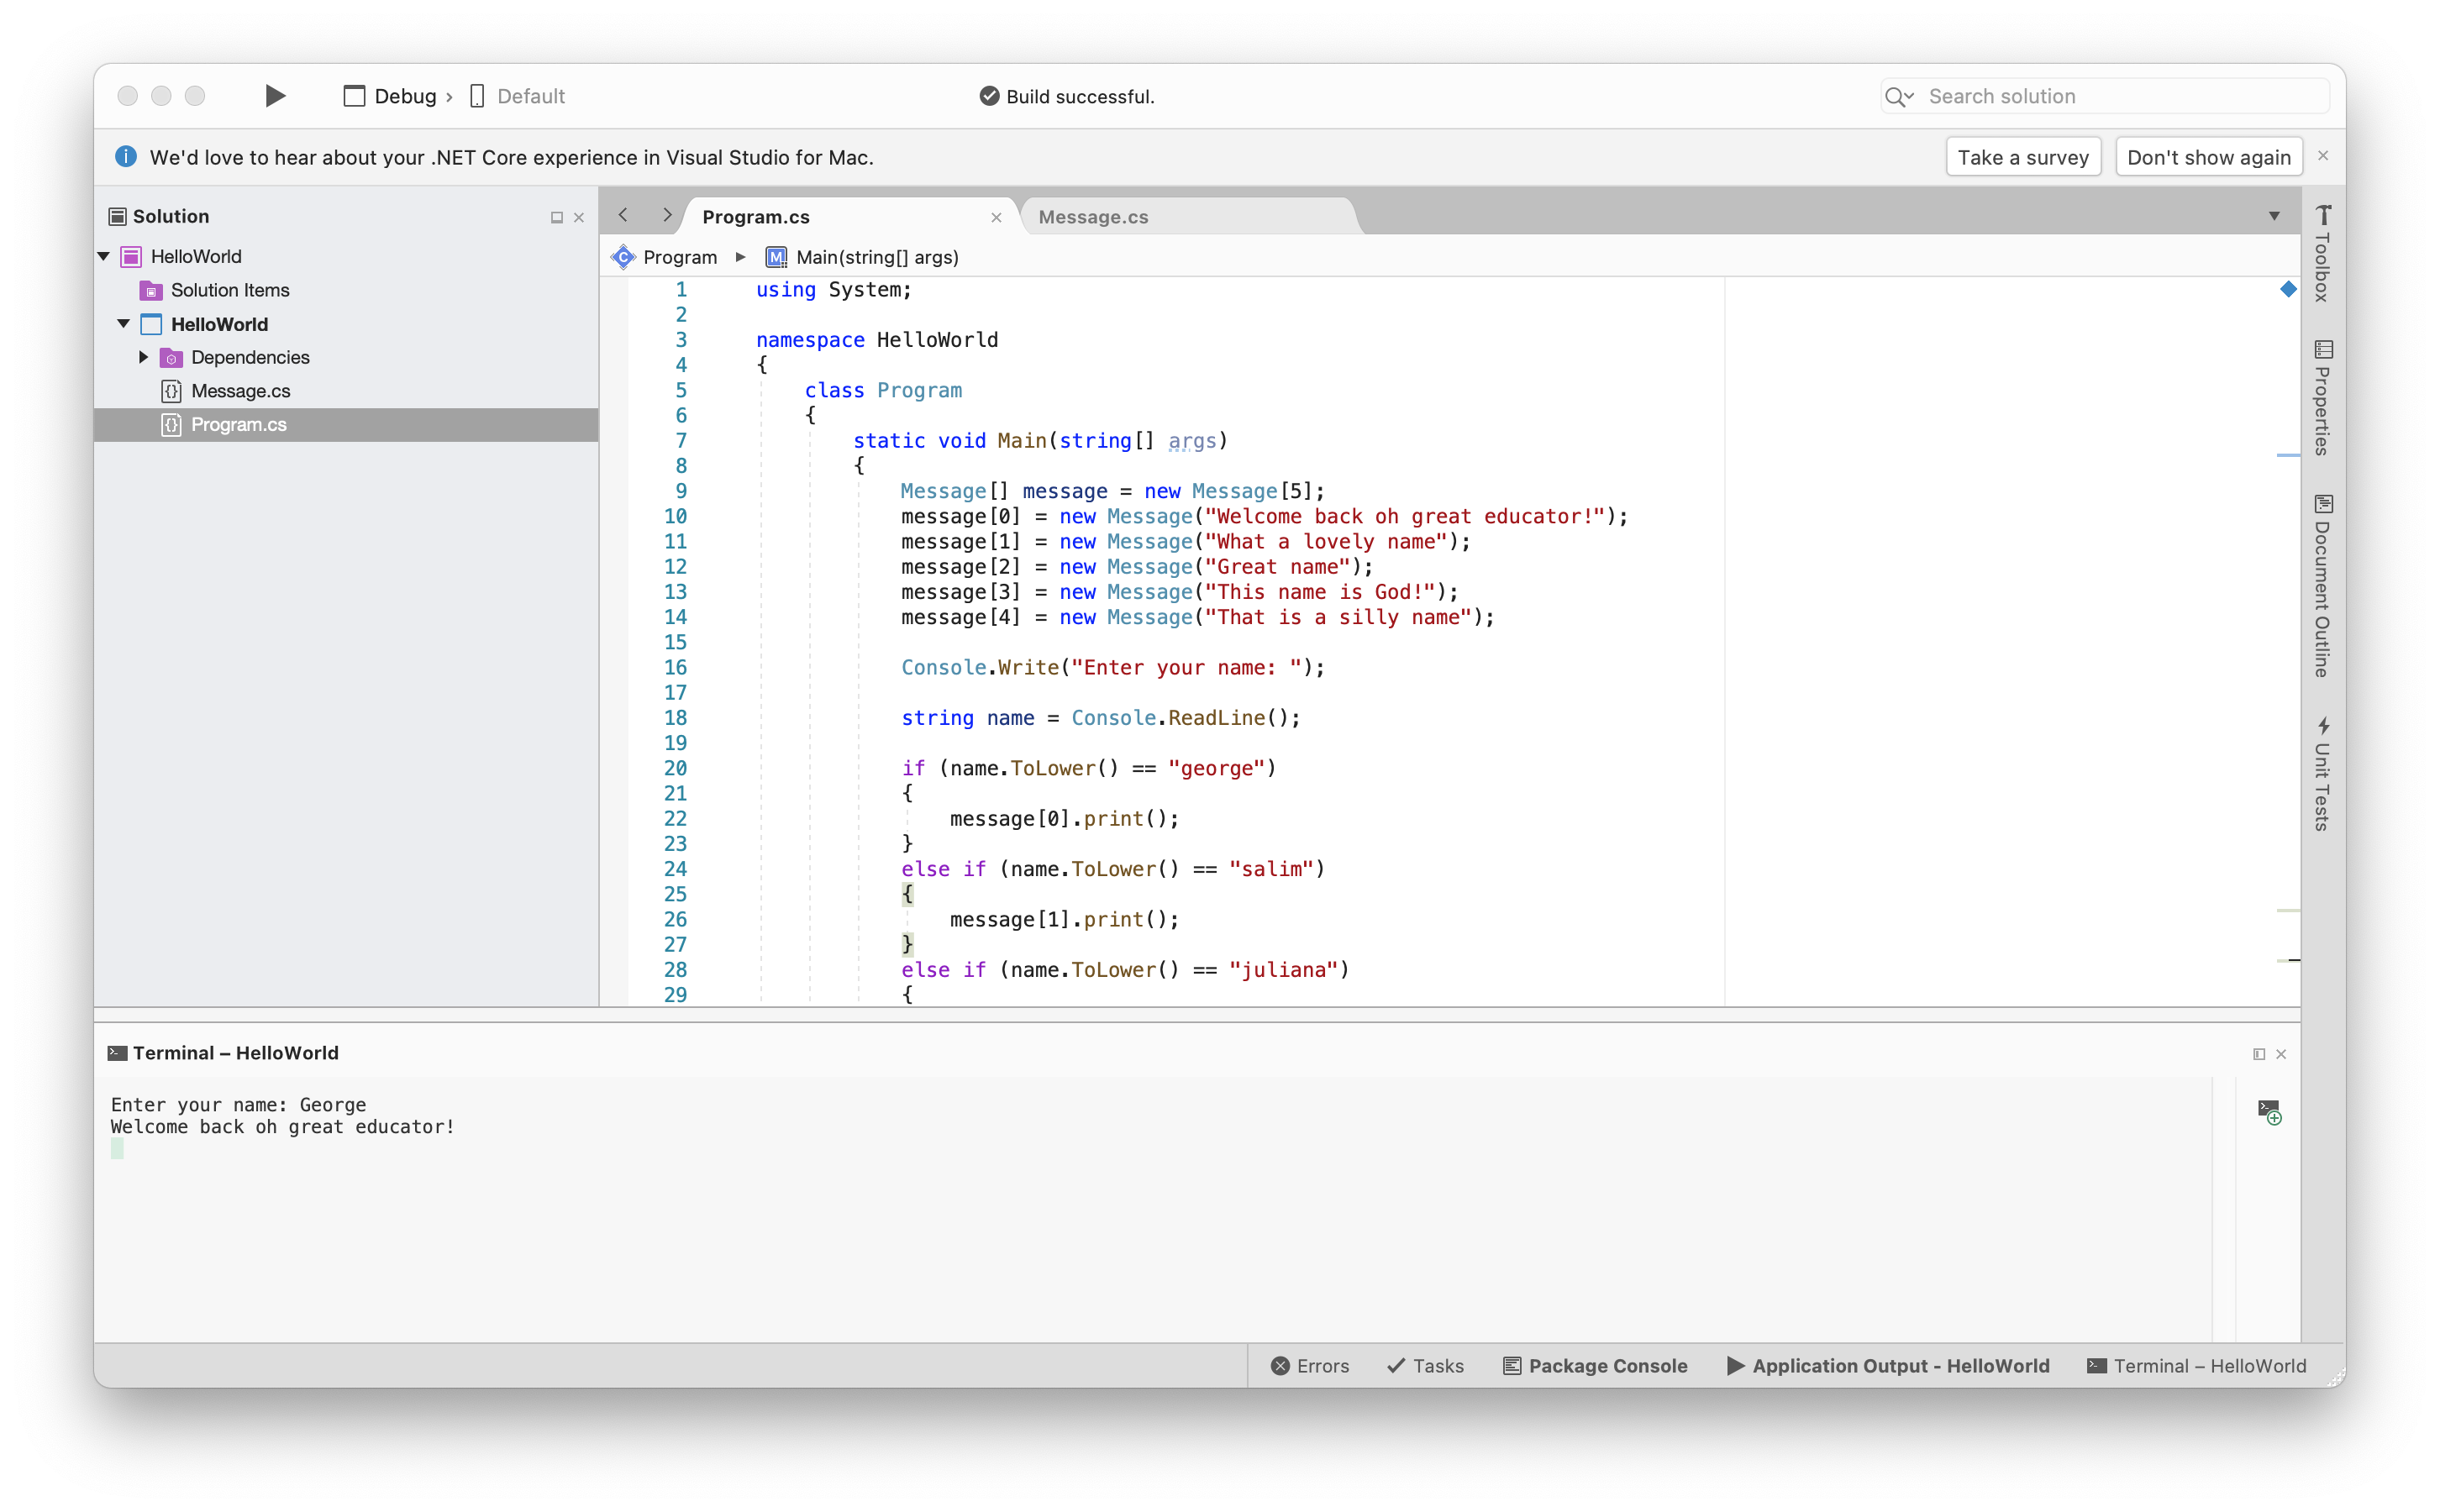 Debug › Default
Build successful.
Search solution
We'd love to hear about your .NET Core experience in Visual Studio for Mac.
Take a survey
Don't show again
Solution
HelloWorld
Solution Items
HelloWorld
Dependencies
Message.cs
Program.cs
Program.cs
Message.cs
Program
Main(string[] args)
1 using System;
2
3 namespace HelloWorld
4 {
5 class Program
6 {
7 static void Main(string[] args)
8 {
9 Message[] message = new Message[5];
10 message[0] = new Message("Welcome back oh great educator!");
11 message[1] = new Message("What a lovely name");
12 message[2] = new Message("Great name");
13 message[3] = new Message("This name is God!");
14 message[4] = new Message("That is a silly name");
15
16 Console.Write("Enter your name: ");
17
18 string name = Console.ReadLine();
19
20 if (name.ToLower() == "george")
21 {
22 message[0].print();
23 }
24 else if (name.ToLower() == "salim")
25 {
26 message[1].print();
27 }
28 else if (name.ToLower() == "juliana")
29 {
Toolbox
Properties
Document Outline
Unit Tests
Terminal – HelloWorld
Enter your name: George
Welcome back oh great educator!
Errors
Tasks
Package Console
Application Output - HelloWorld
Terminal – HelloWorld